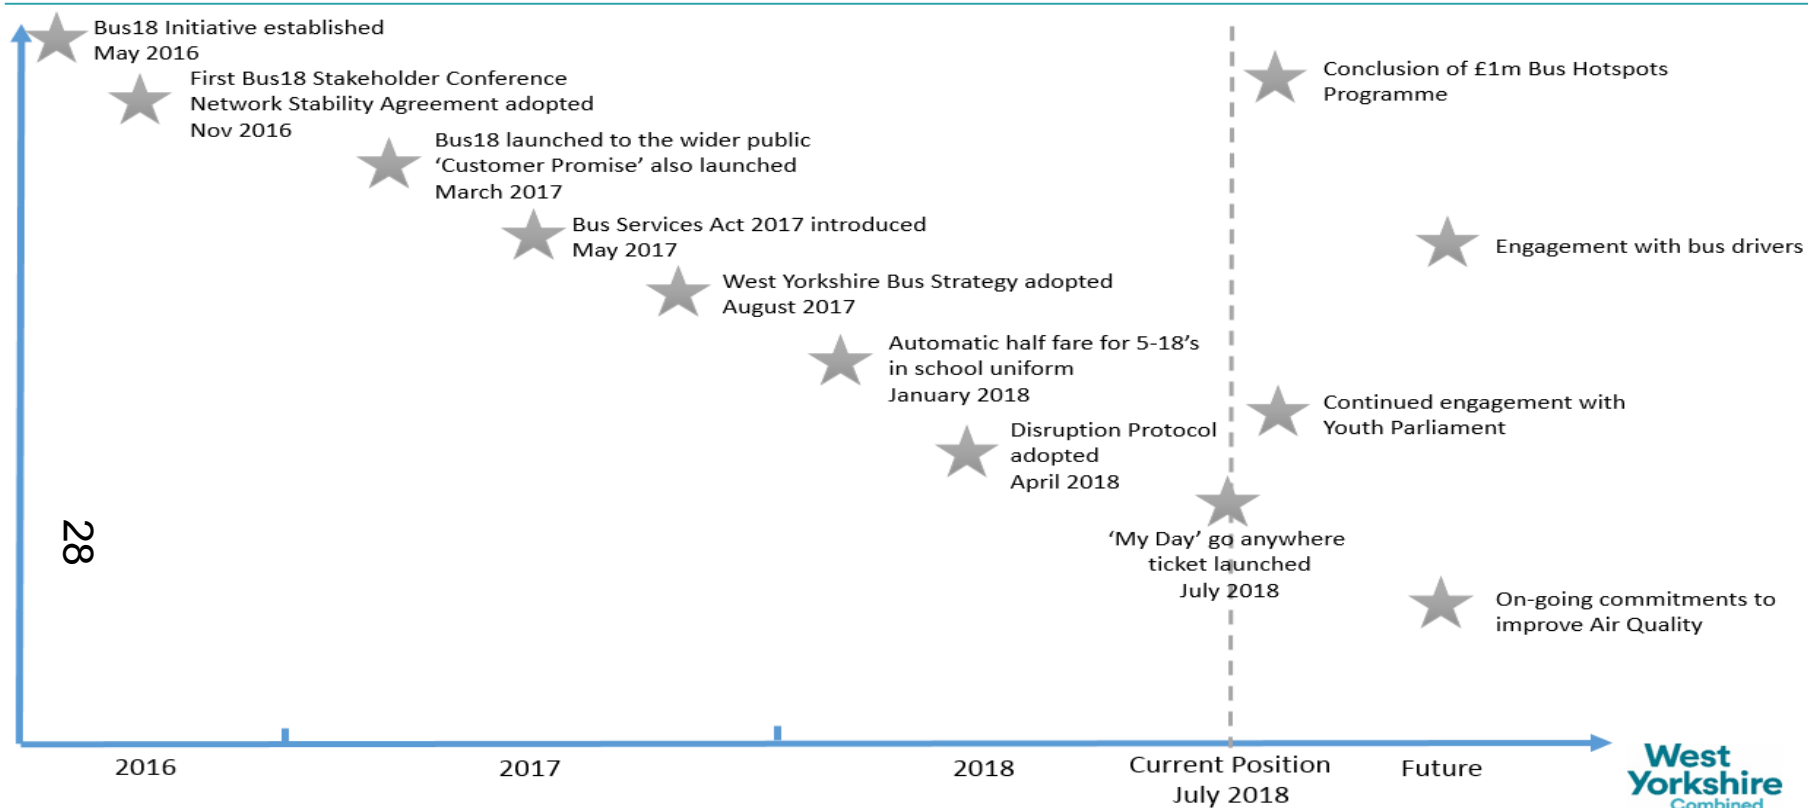 Bus18 Initiative established
May 2016
First Bus18 Stakeholder Conference
Network Stability Agreement adopted
Nov 2016
Bus18 launched to the wider public
‘Customer Promise’ also launched
March 2017
Bus Services Act 2017 introduced
May 2017
West Yorkshire Bus Strategy adopted
August 2017
Automatic half fare for 5-18’s
in school uniform
January 2018
Disruption Protocol
adopted
April 2018
‘My Day’ go anywhere
ticket launched
July 2018
Conclusion of £1m Bus Hotspots
Programme
Engagement with bus drivers
Continued engagement with
Youth Parliament
On-going commitments to
improve Air Quality
28
2016
2017
2018
Current Position
July 2018
Future
West
Yorkshire
Combined